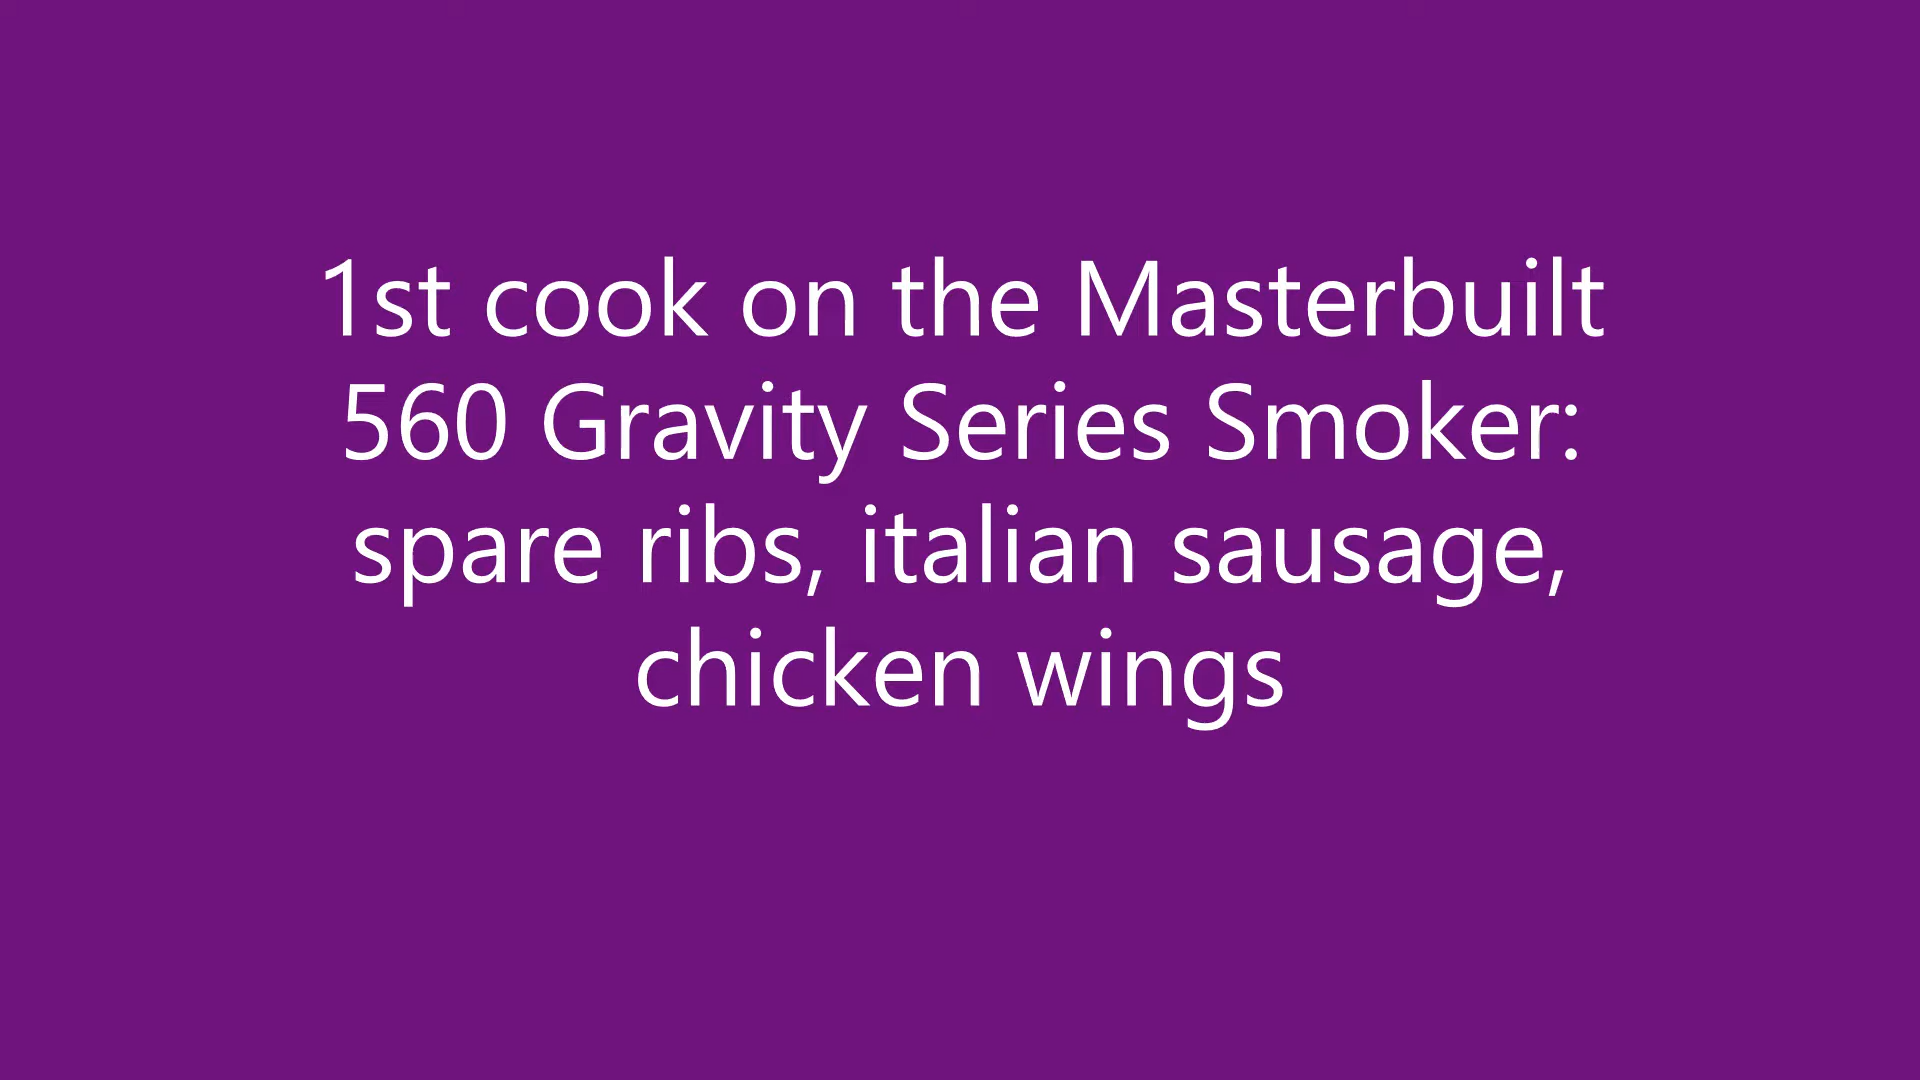 1st cook on the Masterbuilt
560 Gravity Series Smoker:
spare ribs, italian sausage,
chicken wings